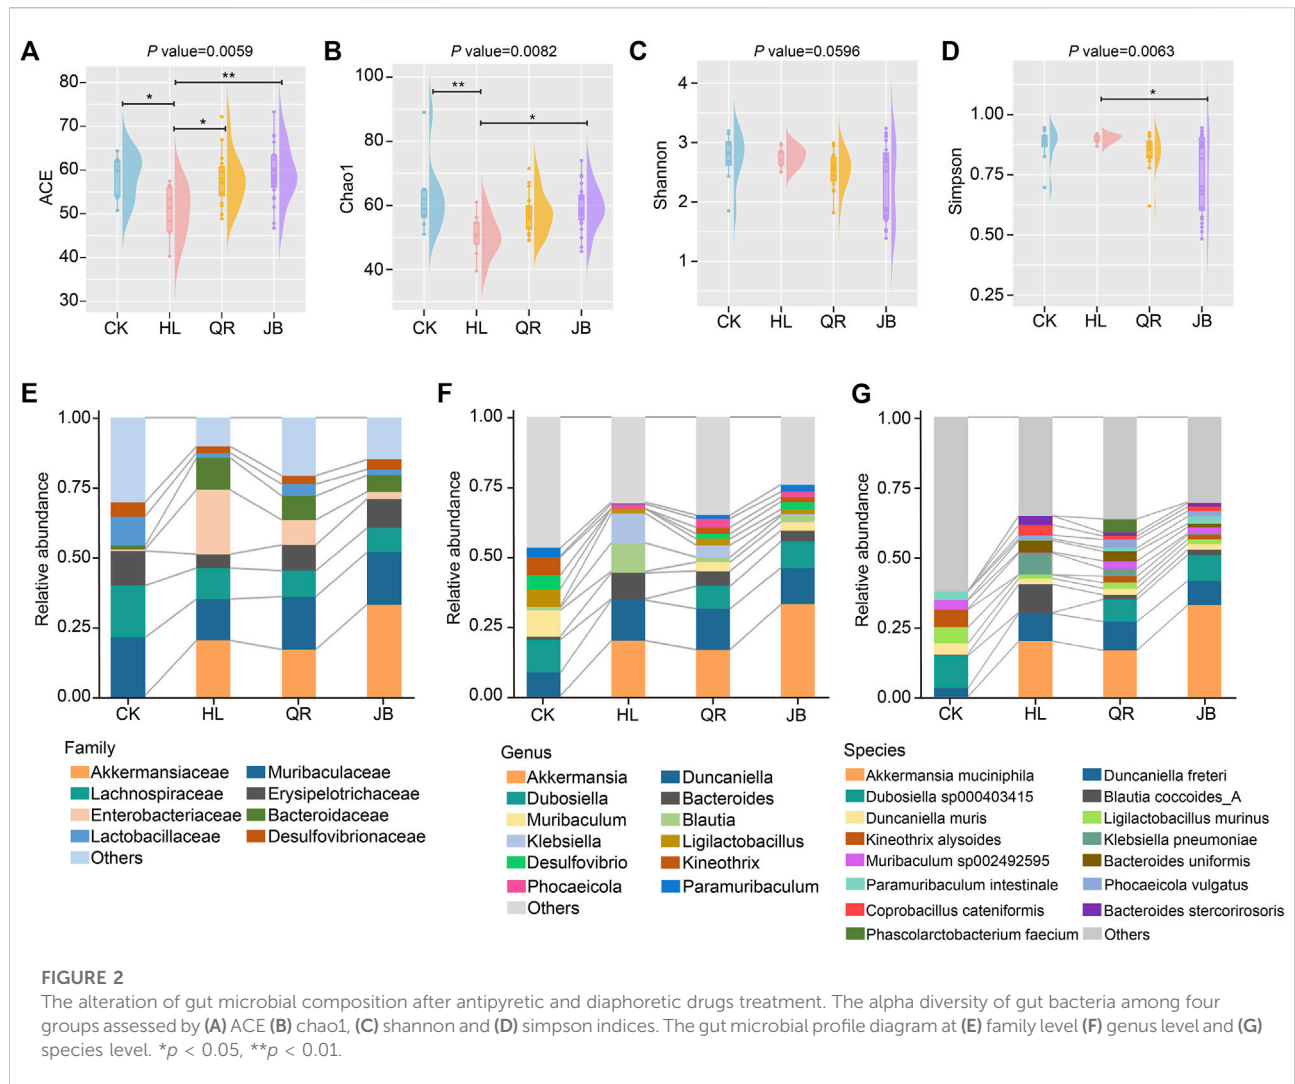 A
P value=0.0059
ACE
80
70
60
50
40
30
* * **
CK HL QR JB
B
P value=0.0082
Chao1
100
80
60
40
** *
CK HL QR JB
C
P value=0.0596
Shannon
4
3
2
1
CK HL QR JB
D
P value=0.0063
Simpson
1.00
0.75
0.50
0.25
*
CK HL QR JB
E
Relative abundance
1.00
0.75
0.50
0.25
0.00
CK HL QR JB
Family
Akkermansiaceae Muribaculaceae
Lachnospiraceae Erysipelotrichaceae
Enterobacteriaceae Bacteroidaceae
Lactobacillaceae Desulfovibrionaceae
Others
F
Relative abundance
1.00
0.75
0.50
0.25
0.00
CK HL QR JB
Genus
Akkermansia Duncaniella
Dubosiella Bacteroides
Muribaculum Blautia
Klebsiella Ligilactobacillus
Desulfovibrio Kineothrix
Phocaeicola Paramuribaculum
Others
G
Relative abundance
1.00
0.75
0.50
0.25
0.00
CK HL QR JB
Species
Akkermansia muciniphila Duncaniella freteri
Dubosiella sp000403415 Blautia coccoides_A
Duncaniella muris Ligilactobacillus murinus
Kineothrix alysoides Klebsiella pneumoniae
Muribaculum sp002492595 Bacteroides uniformis
Paramuribaculum intestinale Phocaeicola vulgatus
Coprobacillus cateniformis Bacteroides stercorirosoris
Phascolarctobacterium faecium Others
FIGURE 2
The alteration of gut microbial composition after antipyretic and diaphoretic drugs treatment. The alpha diversity of gut bacteria among four
groups assessed by (A) ACE (B) chao1, (C) shannon and (D) simpson indices. The gut microbial profile diagram at (E) family level (F) genus level and (G)
species level. *p < 0.05, **p < 0.01.